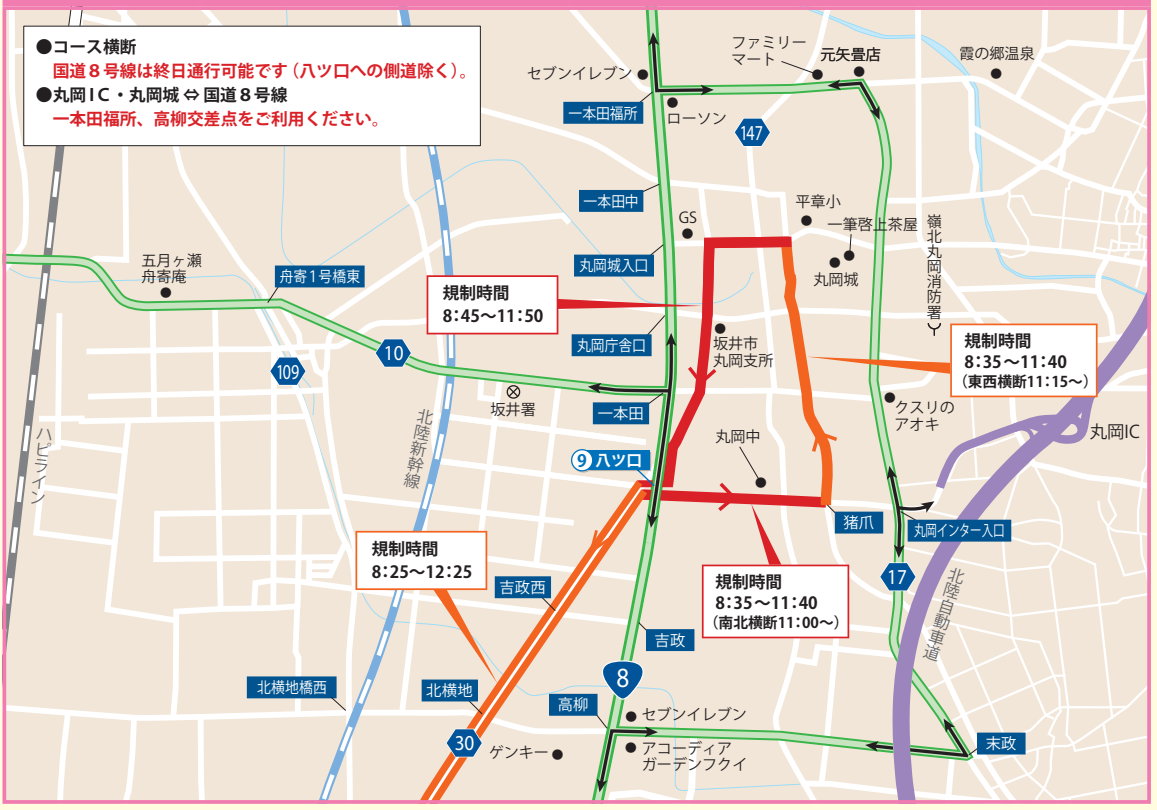 ●コース横断
国道８号線は終日通行可能です（八ツ口への側道除く）。
●丸岡IC・丸岡城⇔国道８号線
一本田福所、高柳交差点をご利用ください。
セブンイレブン
ファミリー
マート
元矢畳店
霞の郷温泉
一本田福所
ローソン
147
一本田中
GS
平章小
一筆啓上茶屋
丸岡城
嶺北丸岡消防署
丸岡城入口
五月ヶ瀬
舟寄庵
舟寄１号橋東
規制時間
8：45～11：50
丸岡庁舎口
坂井市
丸岡支所
規制時間
8：35～11：40
（東西横断11：15～）
10
109
坂井署
一本田
クスリの
アオキ
丸岡IC
ハピライン
北陸新幹線
丸岡中
⑨八ツ口
猪爪
丸岡インター入口
規制時間
8：25～12：25
吉政西
規制時間
8：35～11：40
（南北横断11：00～）
17
北陸自動車道
吉政
8
北横地橋西
北横地
高柳
セブンイレブン
30
ゲンキー
アコーディア
ガーデンフクイ
末政